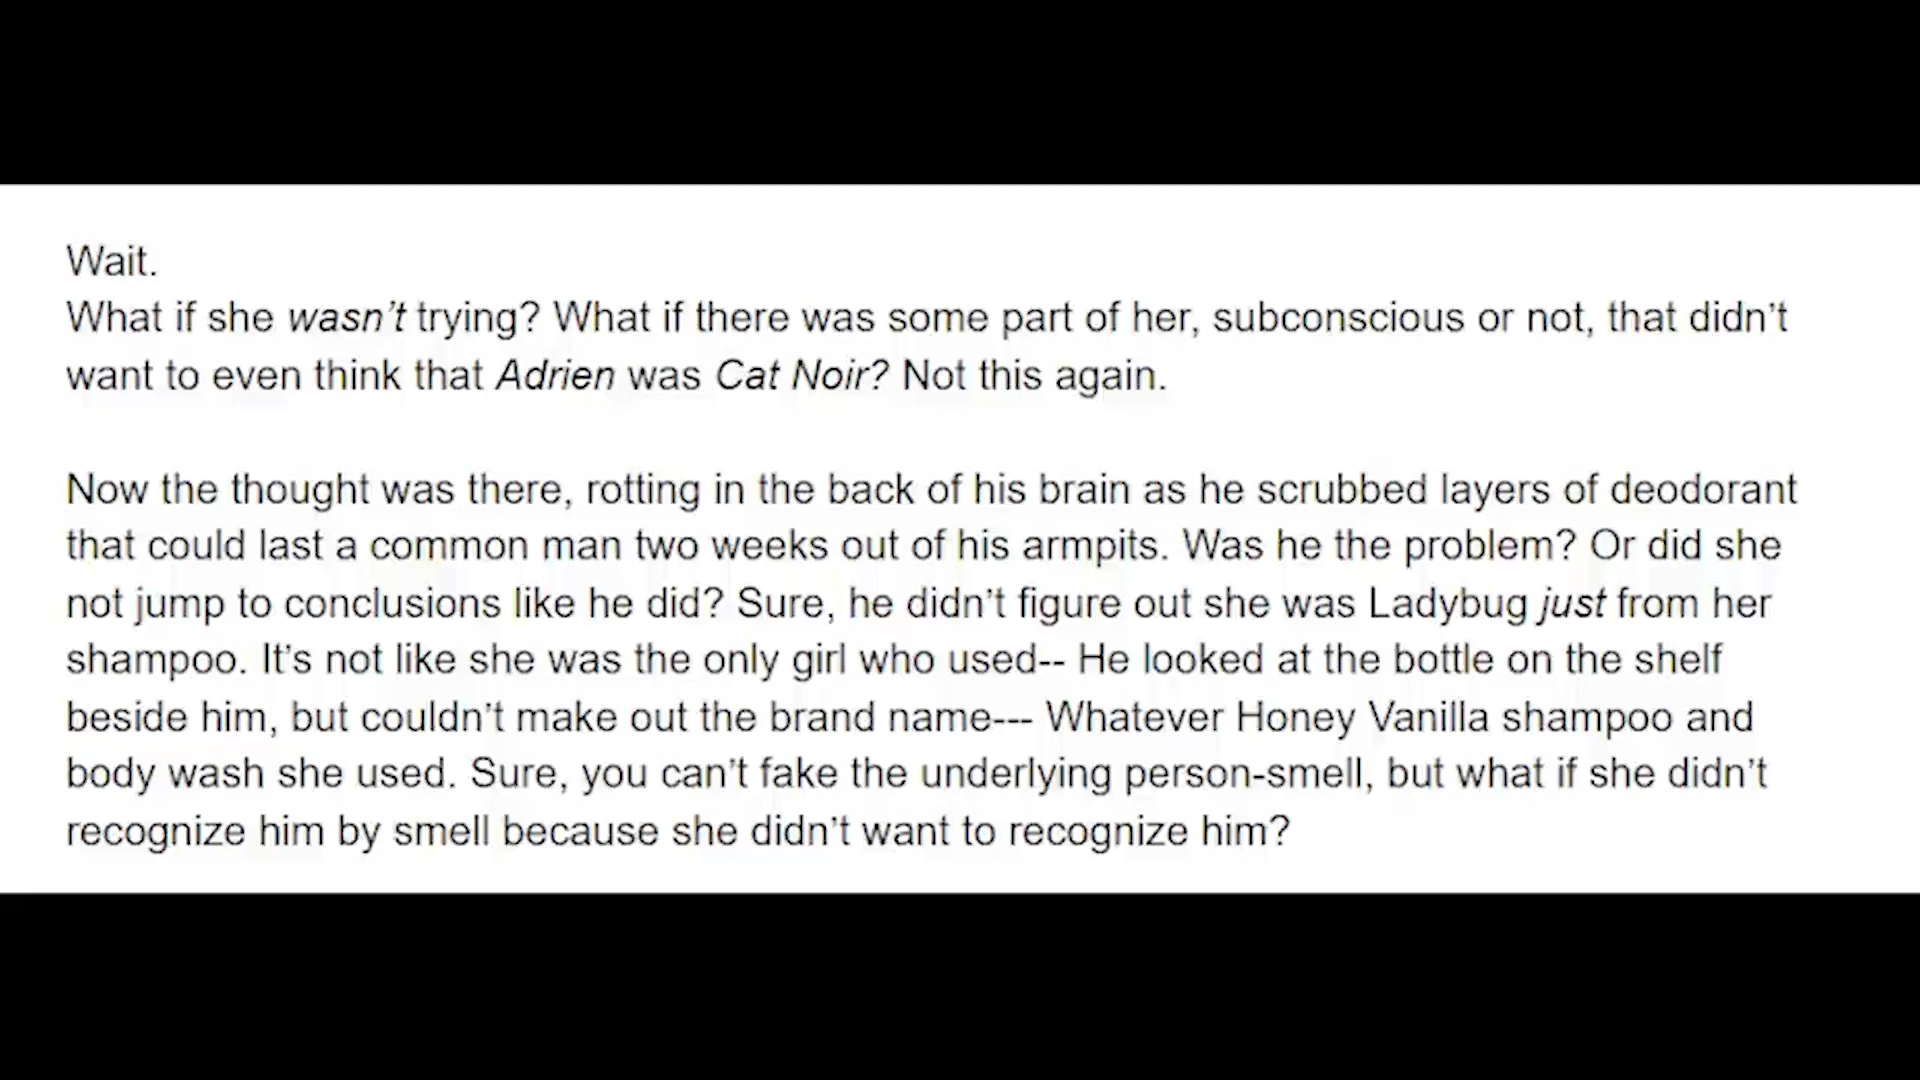 Wait.
What if she wasn’t trying? What if there was some part of her, subconscious or not, that didn’t
want to even think that Adrien was Cat Noir? Not this again.
Now the thought was there, rotting in the back of his brain as he scrubbed layers of deodorant
that could last a common man two weeks out of his armpits. Was he the problem? Or did she
not jump to conclusions like he did? Sure, he didn’t figure out she was Ladybug just from her
shampoo. It’s not like she was the only girl who used-- He looked at the bottle on the shelf
beside him, but couldn’t make out the brand name--- Whatever Honey Vanilla shampoo and
body wash she used. Sure, you can’t fake the underlying person-smell, but what if she didn’t
recognize him by smell because she didn’t want to recognize him?